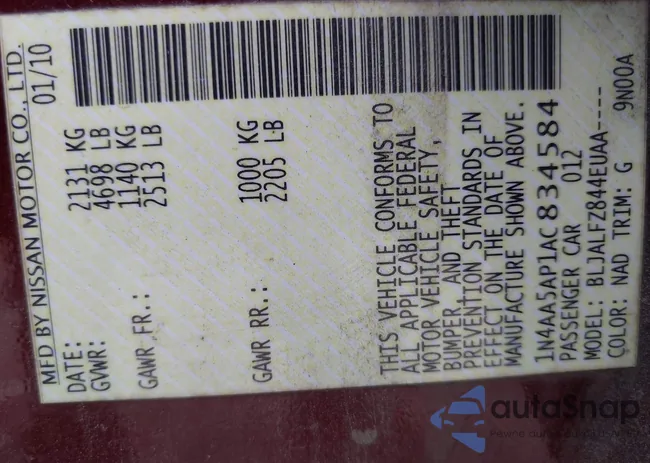 MFD BY NISSAN MOTOR CO., LTD.
DATE: 01/10
GVWR: 2131 KG
4698 LB
GAWR FR.: 1140 KG
2513 LB
GAWR RR.: 1000 KG
2205 LB
THIS VEHICLE CONFORMS TO
ALL APPLICABLE FEDERAL
MOTOR VEHICLE SAFETY,
BUMPER, AND THEFT
PREVENTION STANDARDS IN
EFFECT ON THE DATE OF
MANUFACTURE SHOWN ABOVE.
1N4AA5AP1AC834584
PASSENGER CAR 012
MODEL: BLJALFZ844EUAA----
COLOR: NAD TRIM: G 9N00A
autoSnap